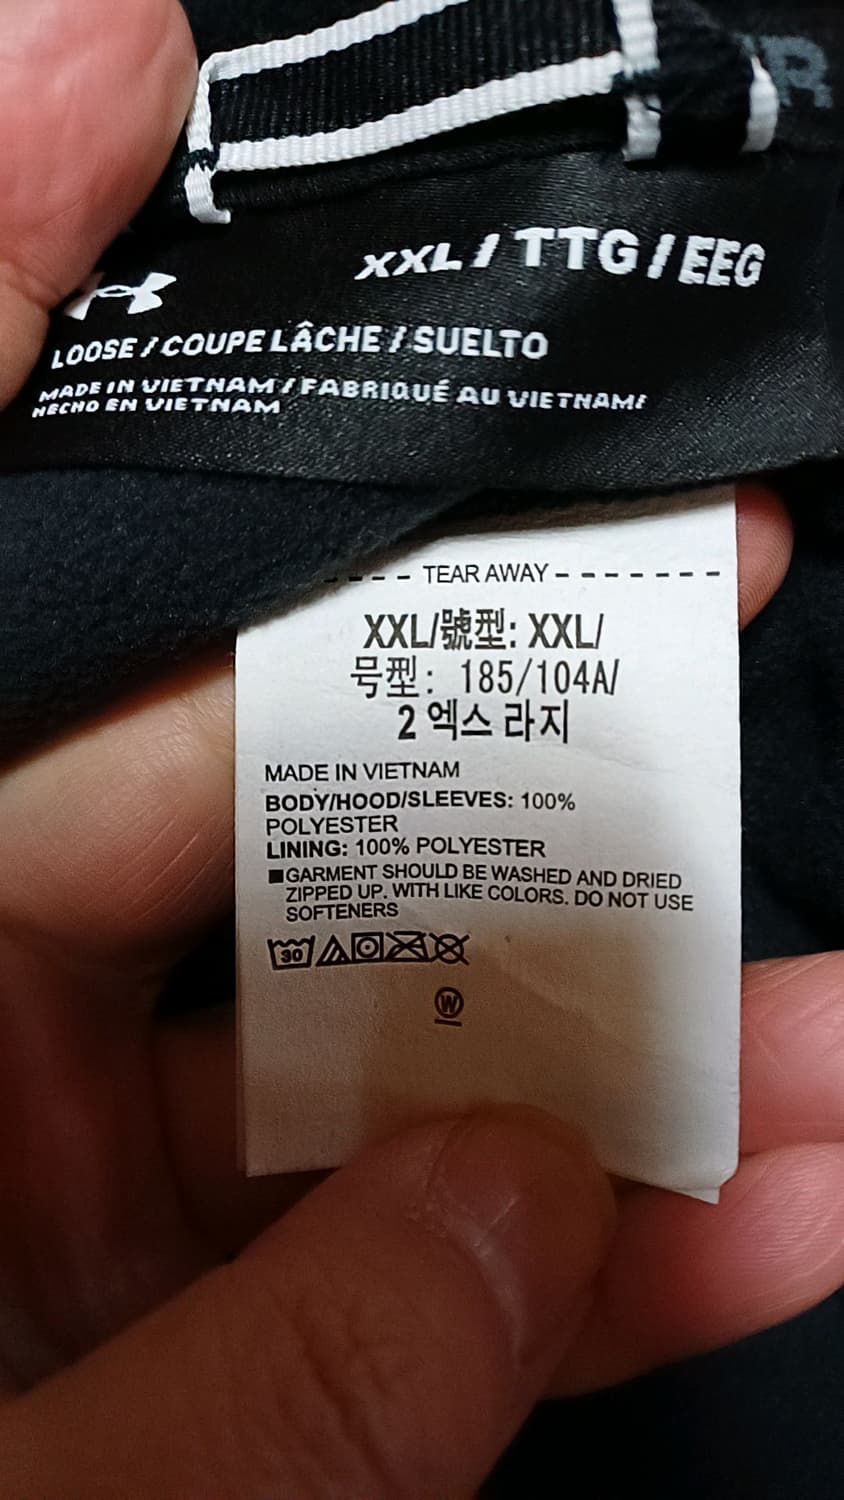 R
XXL / TTG / EEG
LOOSE / COUPE LÂCHE / SUELTO
MADE IN VIETNAM / FABRIQUÉ AU VIETNAM/
HECHO EN VIETNAM
- - - - TEAR AWAY - - - - - - -
XXL/號型: XXL/
号型: 185/104A/
2 엑스 라지
MADE IN VIETNAM
BODY/HOOD/SLEEVES: 100%
POLYESTER
LINING: 100% POLYESTER
■GARMENT SHOULD BE WASHED AND DRIED
ZIPPED UP. WITH LIKE COLORS. DO NOT USE
SOFTENERS
30
W